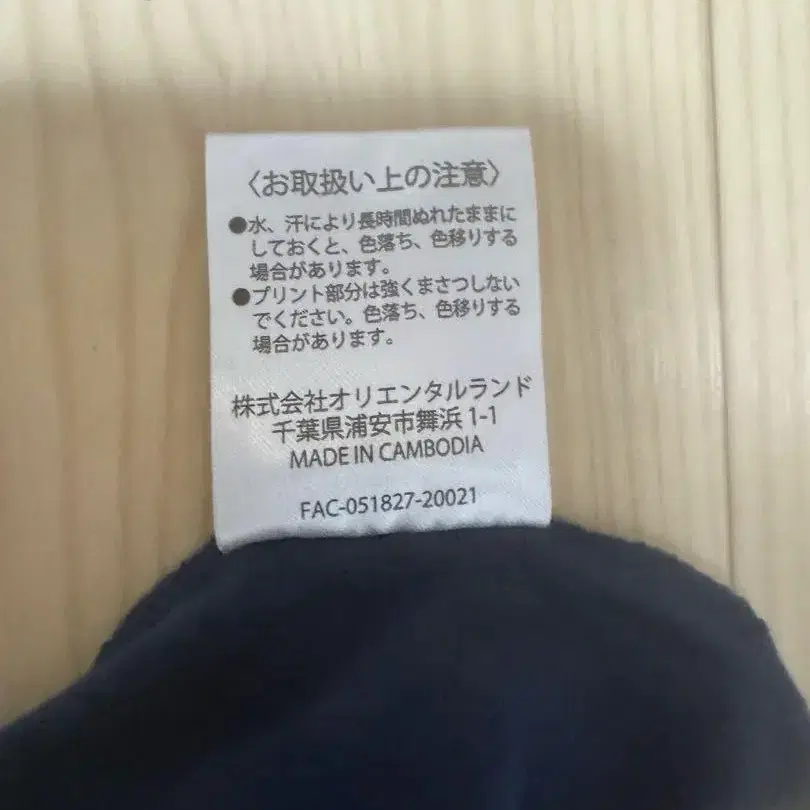 〈お取扱い上の注意〉
●水、汗により長時間ぬれたままに
しておくと、色落ち、色移りする
場合があります。
●プリント部分は強くまさつしない
でください。色落ち、色移りする
場合があります。
株式会社オリエンタルランド
千葉県浦安市舞浜 1-1
MADE IN CAMBODIA
FAC-051827-20021